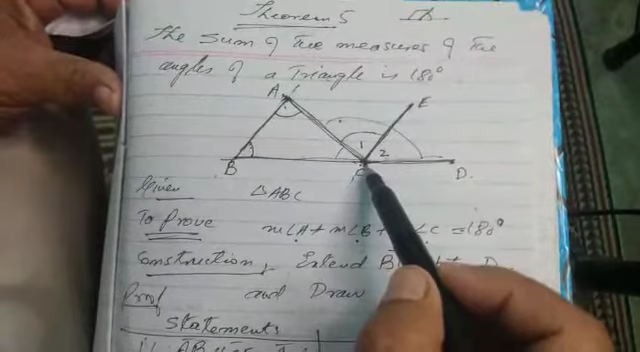 Theorem 5 IX
The Sum of the measures of the
angles of a Triangle is 180°
A
E
1 2
B C D.
Given △ABC
To Prove m∠A + m∠B + ∠C = 180°
Construction, Extend B
Proof and Draw
Statements